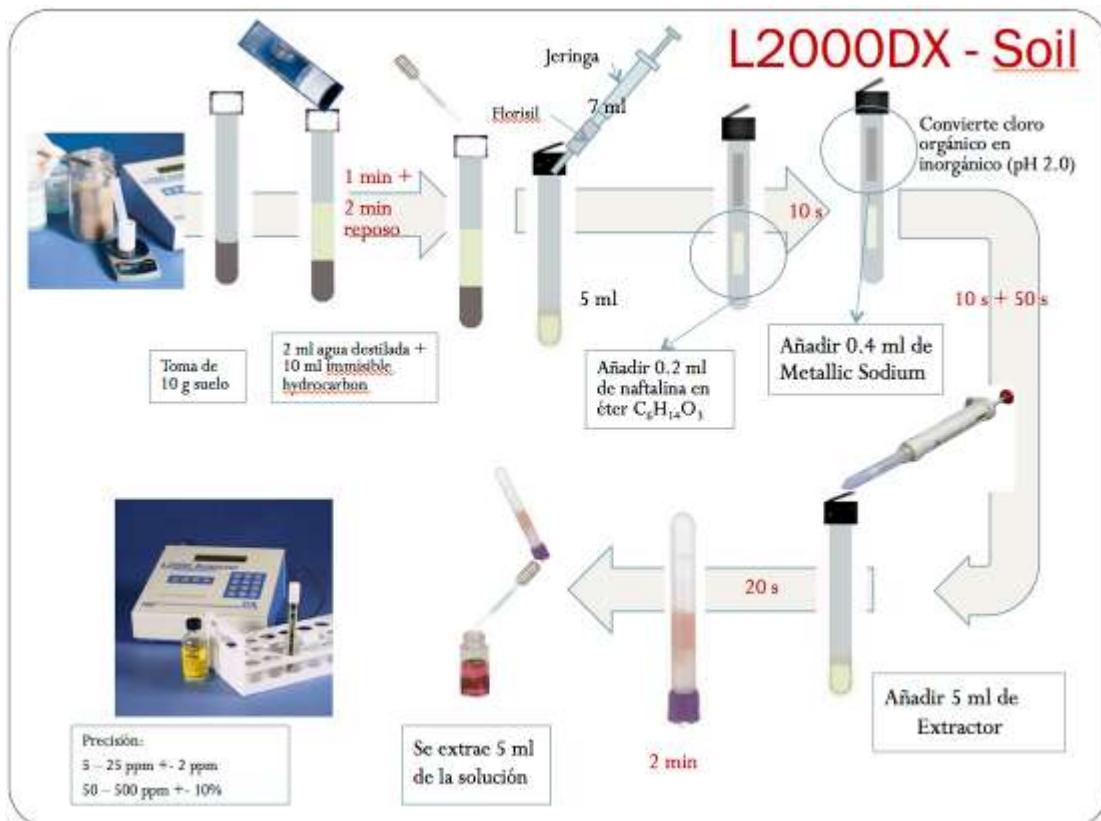 L2000DX - Soil
Jeringa
Florisil
7 ml
Convierte cloro
orgánico en
inorgánico (pH 2.0)
1 min +
2 min
reposo
10 s
5 ml
10 s + 50 s
Toma de
10 g suelo
2 ml agua destilada +
10 ml immisible
hydrocarbon
Añadir 0.2 ml
de naftalina en
éter C₆H₁₄O₃
Añadir 0.4 ml de
Metallic Sodium
20 s
Precisión:
5 – 25 ppm +- 2 ppm
50 – 500 ppm +- 10%
Se extrae 5 ml
de la solución
2 min
Añadir 5 ml de
Extractor